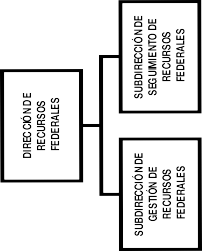 DIRECCIÓN DE
RECURSOS
FEDERALES
SUBDIRECCIÓN DE
GESTIÓN DE
RECURSOS
FEDERALES
SUBDIRECCIÓN DE
SEGUIMIENTO DE
RECURSOS
FEDERALES